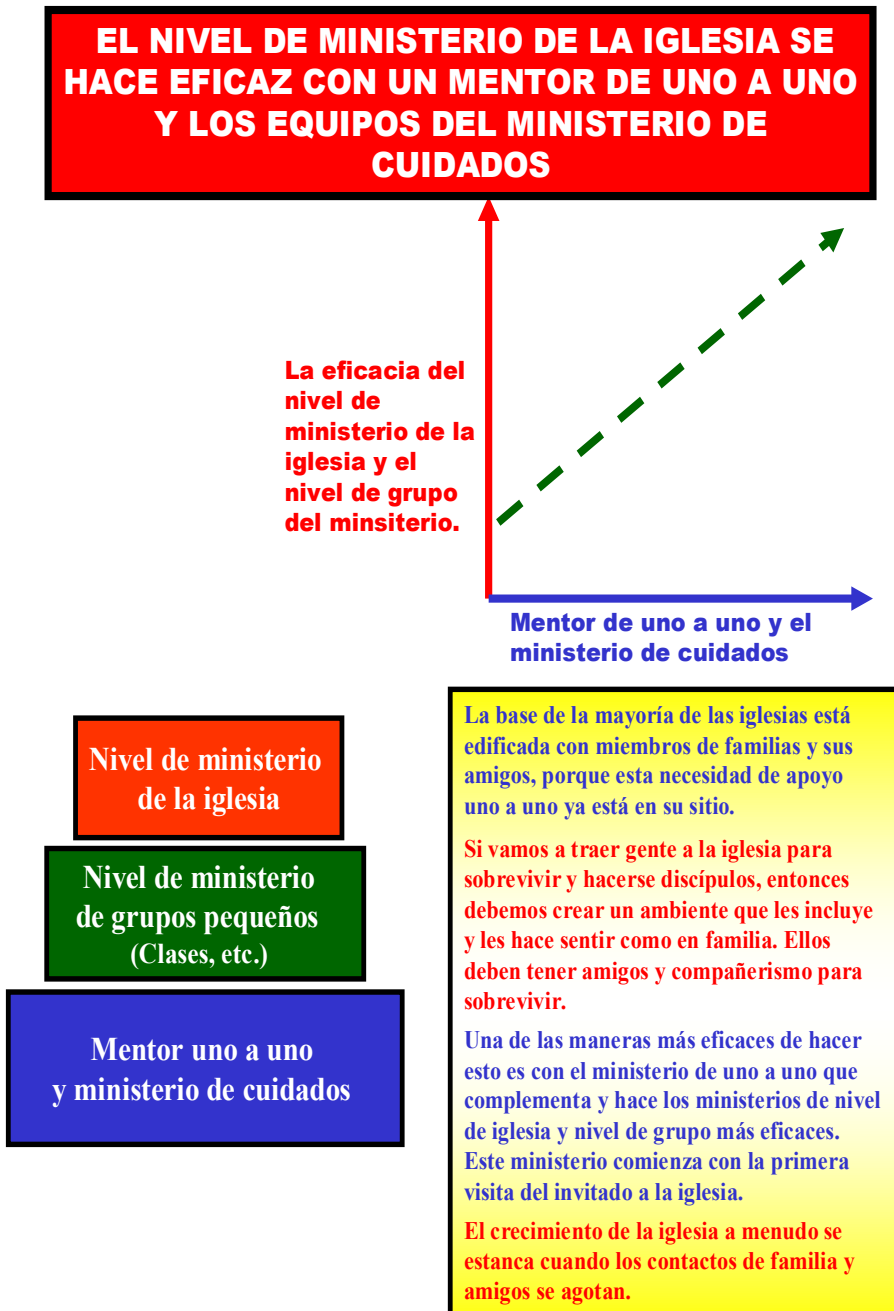 EL NIVEL DE MINISTERIO DE LA IGLESIA SE
HACE EFICAZ CON UN MENTOR DE UNO A UNO
Y LOS EQUIPOS DEL MINISTERIO DE
CUIDADOS
La eficacia del
nivel de
ministerio de la
iglesia y el
nivel de grupo
del minsiterio.
Mentor de uno a uno y el
ministerio de cuidados
Nivel de ministerio
de la iglesia
Nivel de ministerio
de grupos pequeños
(Clases, etc.)
Mentor uno a uno
y ministerio de cuidados
La base de la mayoría de las iglesias está
edificada con miembros de familias y sus
amigos, porque esta necesidad de apoyo
uno a uno ya está en su sitio.
Si vamos a traer gente a la iglesia para
sobrevivir y hacerse discípulos, entonces
debemos crear un ambiente que les incluye
y les hace sentir como en familia. Ellos
deben tener amigos y compañerismo para
sobrevivir.
Una de las maneras más eficaces de hacer
esto es con el ministerio de uno a uno que
complementa y hace los ministerios de nivel
de iglesia y nivel de grupo más eficaces.
Este ministerio comienza con la primera
visita del invitado a la iglesia.
El crecimiento de la iglesia a menudo se
estanca cuando los contactos de familia y
amigos se agotan.